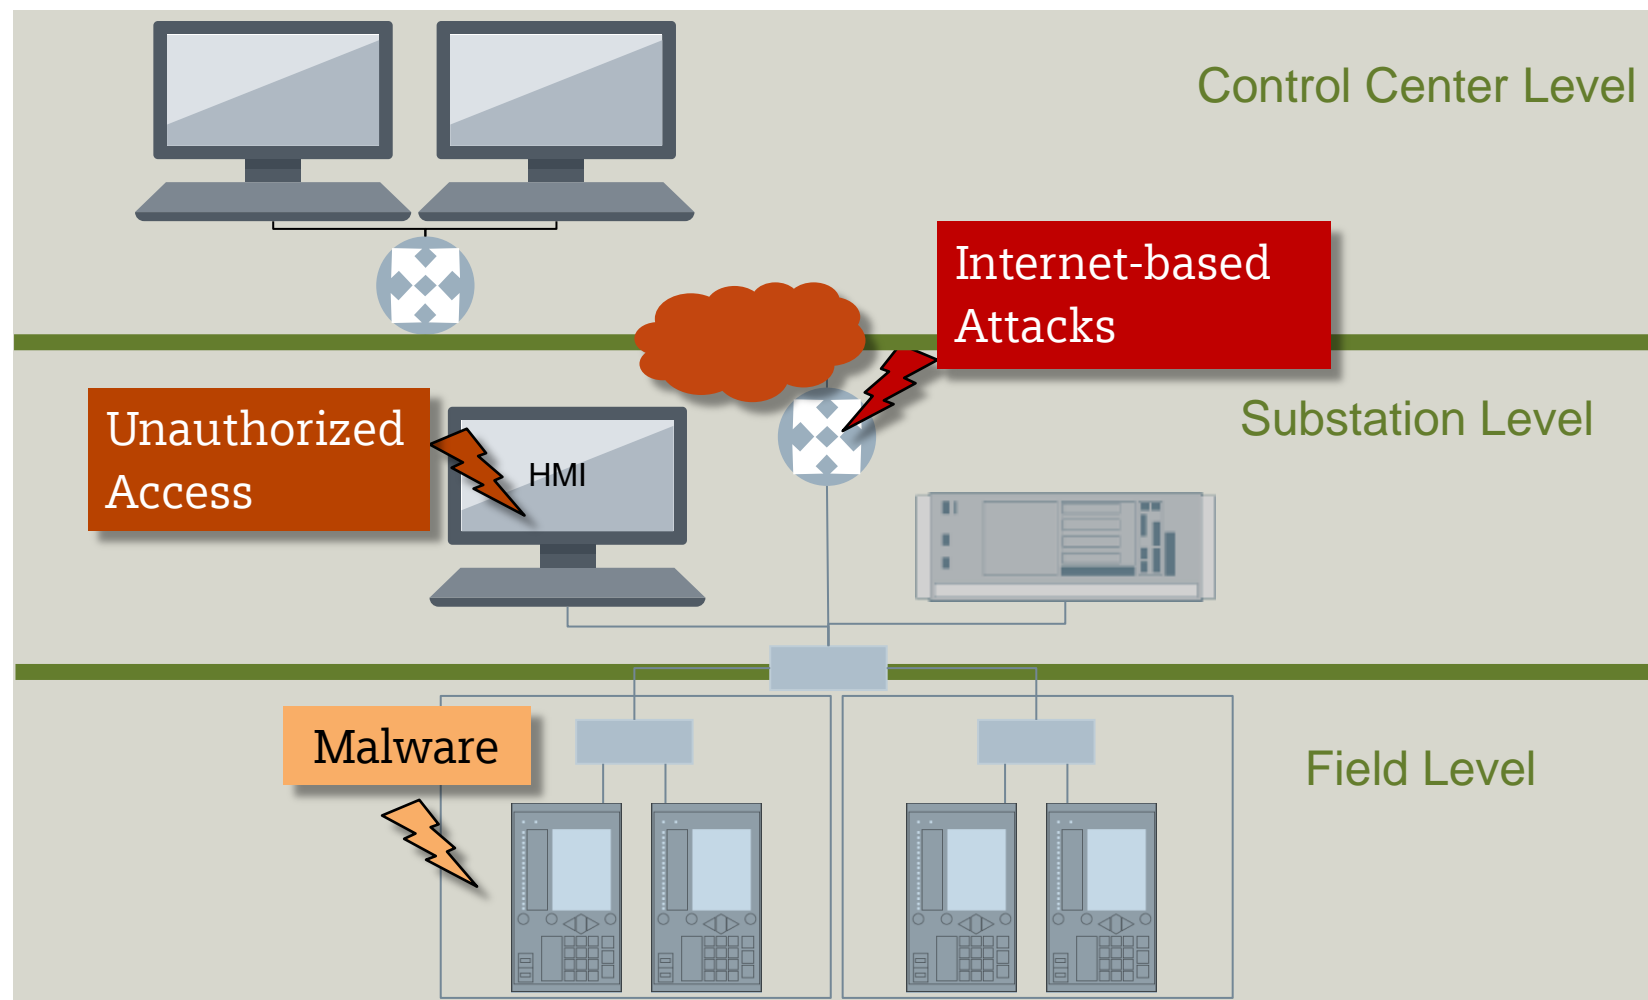 Control Center Level
Internet-based
Attacks
Unauthorized
Access
HMI
Substation Level
Malware
Field Level